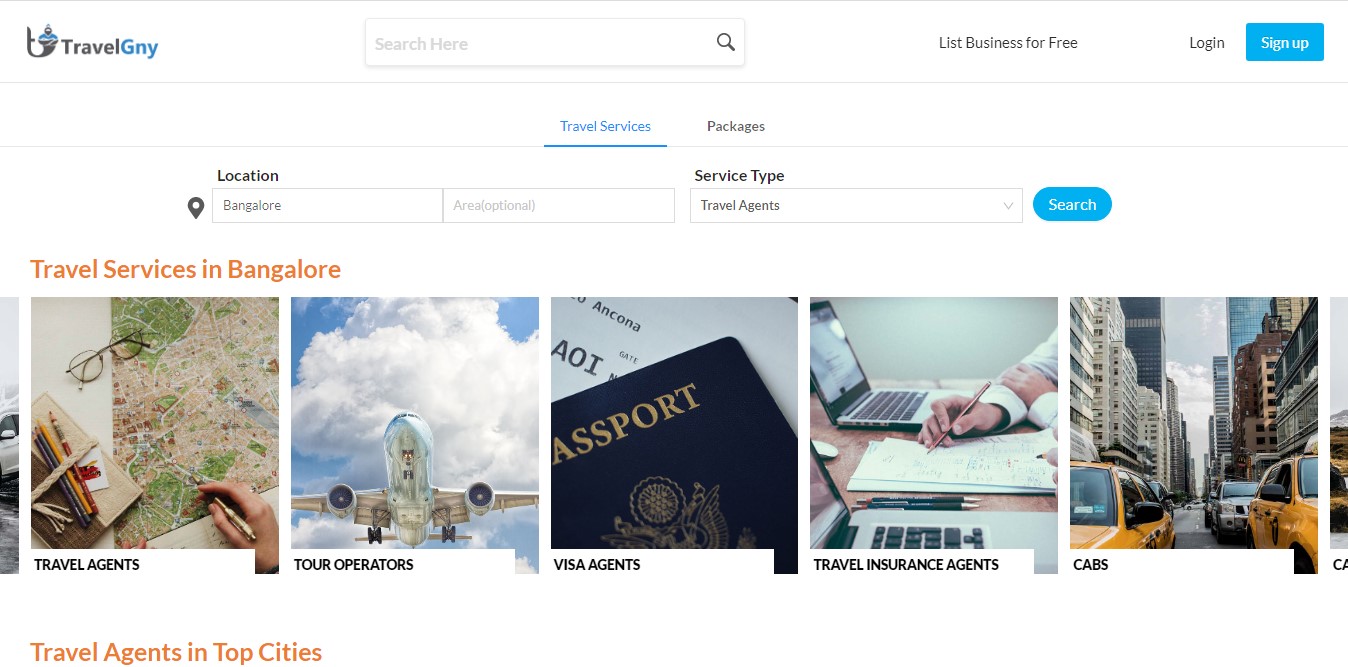 TravelGny
Search Here
List Business for Free
Login
Sign up
Travel Services
Packages
Location
Service Type
Bangalore
Area(optional)
Travel Agents
Search
Travel Services in Bangalore
Ancona
AOI
GATE
ASSPORT
TRAVEL AGENTS
TOUR OPERATORS
VISA AGENTS
TRAVEL INSURANCE AGENTS
CABS
CA
Travel Agents in Top Cities